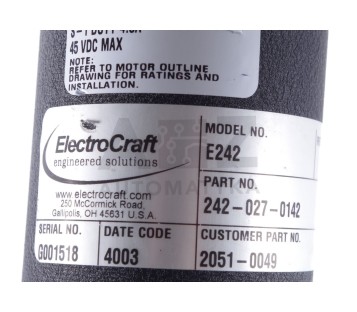 45 VDC MAX
NOTE:
REFER TO MOTOR OUTLINE
DRAWING FOR RATINGS AND
INSTALLATION.
ElectroCraft
engineered solutions
www.electrocraft.com
250 McCormick Road,
Gallipolis, OH 45631 U.S.A.
MODEL NO.
E242
PART NO.
242-027-0142
SERIAL NO.
G001518
DATE CODE
4003
CUSTOMER PART NO.
2051-0049
AUTOMATYKA